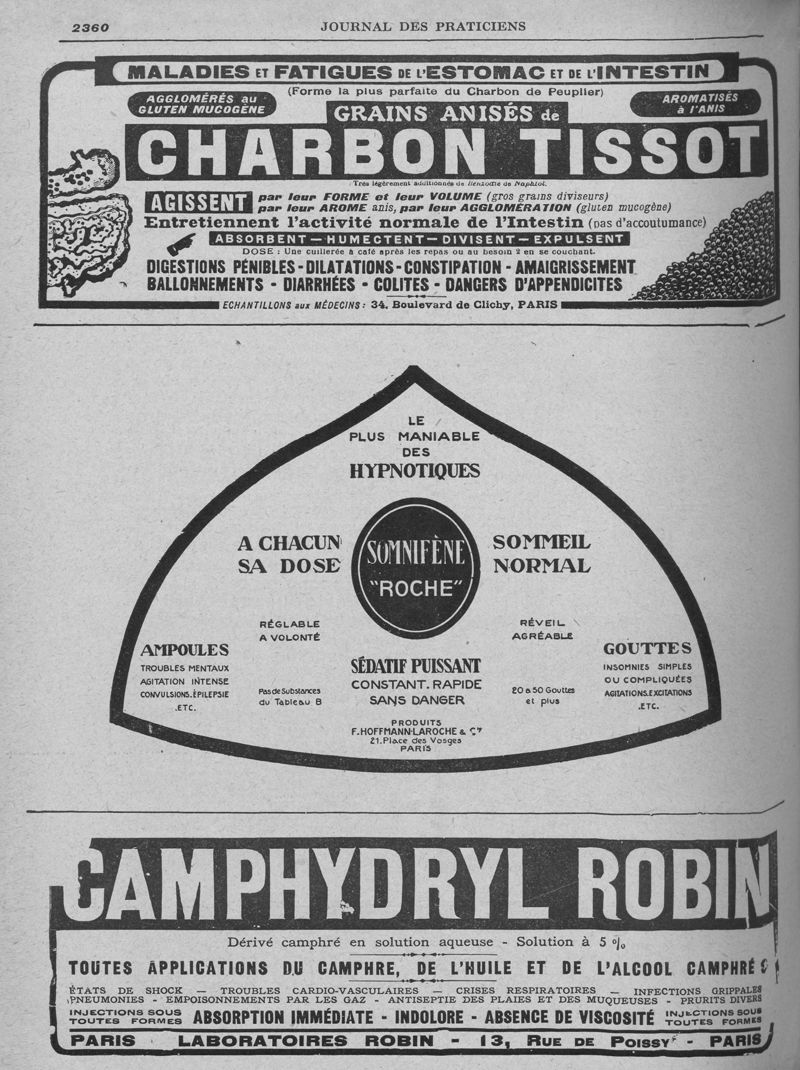 2360
JOURNAL DES PRATICIENS
MALADIES ET FATIGUES DE L'ESTOMAC ET DE L'INTESTIN
(Forme la plus parfaite du Charbon de Peuplier)
AGGLOMÉRÉS au
GLUTEN MUCOGÈNE
GRAINS ANISÉS de
AROMATISÉS
à l'ANIS
CHARBON TISSOT
Très légèrement additionnés de Benzoate de Naphtol.
AGISSENT
par leur FORME et leur VOLUME (gros grains diviseurs)
par leur AROME anis, par leur AGGLOMÉRATION (gluten mucogène)
Entretiennent l'activité normale de l'Intestin (pas d'accoutumance)
ABSORBENT — HUMECTENT — DIVISENT — EXPULSENT
DOSE : Une cuillerée à café après les repas ou au besoin 2 en se couchant.
DIGESTIONS PÉNIBLES - DILATATIONS - CONSTIPATION - AMAIGRISSEMENT
BALLONNEMENTS - DIARRHÉES - COLITES - DANGERS D'APPENDICITES
ECHANTILLONS aux MÉDECINS : 34, Boulevard de Clichy, PARIS
LE
PLUS MANIABLE
DES
HYPNOTIQUES
A CHACUN
SA DOSE
SOMNIFÈNE
"ROCHE"
SOMMEIL
NORMAL
RÉGLABLE
A VOLONTÉ
RÉVEIL
AGRÉABLE
AMPOULES
TROUBLES MENTAUX
AGITATION INTENSE
CONVULSIONS.ÉPILEPSIE
.ETC.
Pas de Substances
du Tableau B
SÉDATIF PUISSANT
CONSTANT. RAPIDE
SANS DANGER
20 à 50 Gouttes
et plus
GOUTTES
INSOMNIES SIMPLES
OU COMPLIQUÉES
AGITATIONS.EXCITATIONS
.ETC.
PRODUITS
F. HOFFMANN-LAROCHE & Cie
21. Place des Vosges
PARIS
CAMPHYDRYL ROBIN
Dérivé camphré en solution aqueuse - Solution à 5 %
TOUTES APPLICATIONS DU CAMPHRE, DE L'HUILE ET DE L'ALCOOL CAMPHRÉS
ÉTATS DE SHOCK — TROUBLES CARDIO-VASCULAIRES — CRISES RESPIRATOIRES — INFECTIONS GRIPPALES
PNEUMONIES - EMPOISONNEMENTS PAR LES GAZ - ANTISEPTIE DES PLAIES ET DES MUQUEUSES - PRURITS DIVERS
INJECTIONS SOUS
TOUTES FORMES
ABSORPTION IMMÉDIATE - INDOLORE - ABSENCE DE VISCOSITÉ
INJECTIONS SOUS
TOUTES FORMES
PARIS LABORATOIRES ROBIN - 13, RUE DE POISSY - PARIS